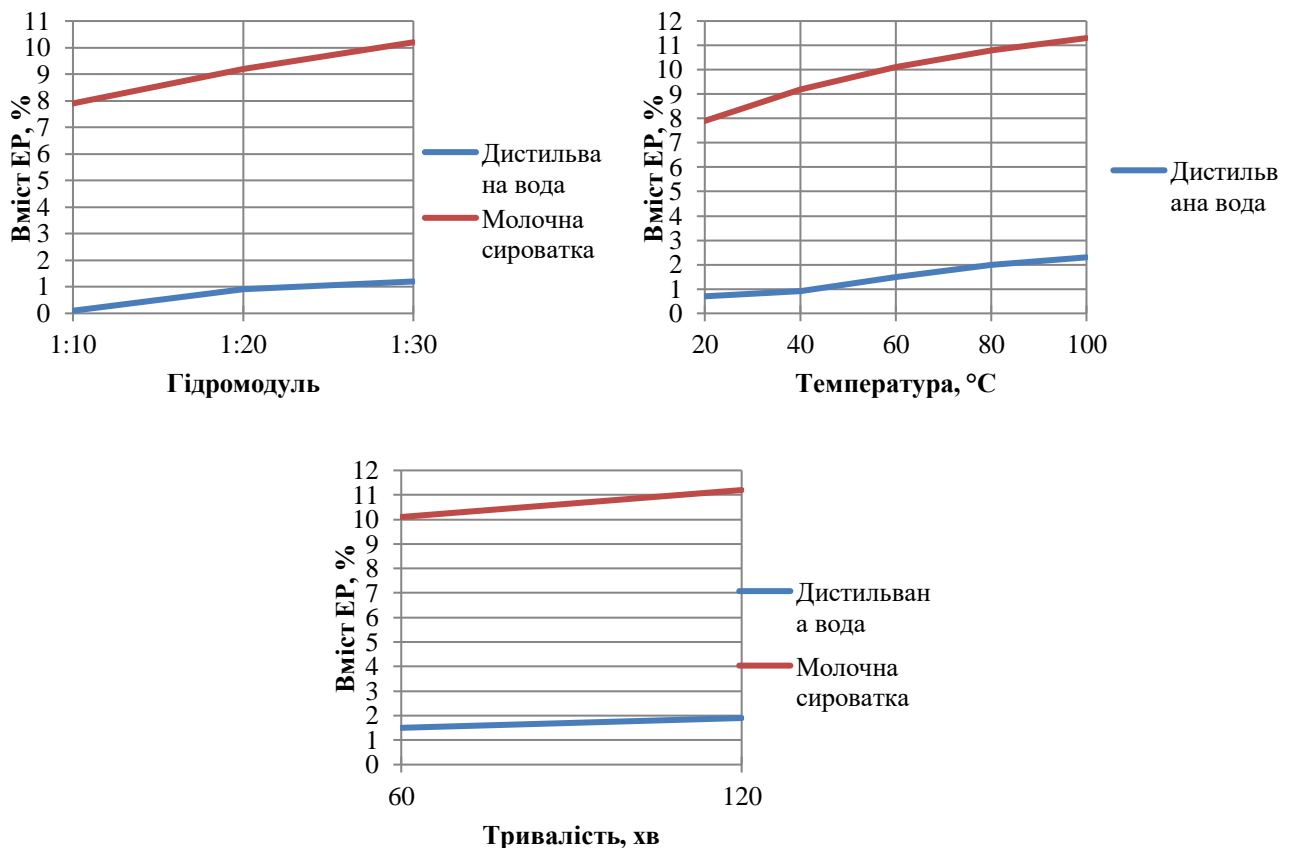 11
10
9
8
7
6
5
4
3
2
1
0
Вміст ЕР, %
1:10 1:20 1:30
Гідромодуль
Дистильва
на вода
Молочна
сироватка
12
11
10
9
8
7
6
5
4
3
2
1
0
Вміст ЕР, %
20 40 60 80 100
Температура, °С
Дистильв
ана вода
12
11
10
9
8
7
6
5
4
3
2
1
0
Вміст ЕР, %
60 120
Тривалість, хв
Дистильван
а вода
Молочна
сироватка